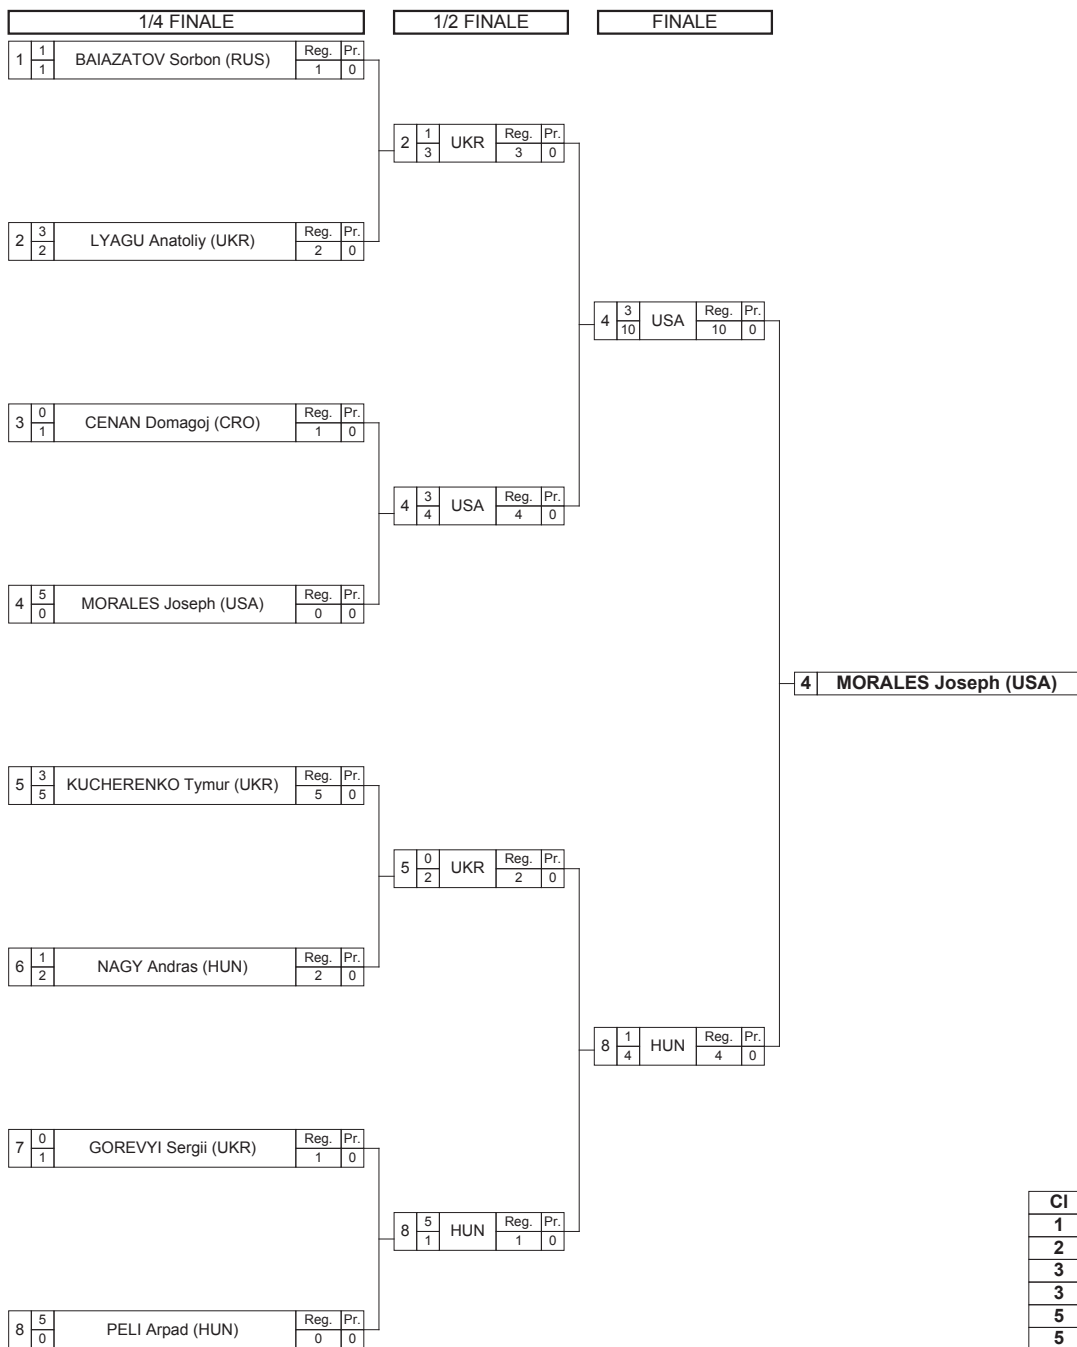 1/4 FINALE 1/2 FINALE FINALE
1 1 1 BAIAZATOV Sorbon (RUS) Reg. Pr. 1 0
2 1 3 UKR Reg. Pr. 3 0
2 3 2 LYAGU Anatoliy (UKR) Reg. Pr. 2 0
4 3 10 USA Reg. Pr. 10 0
3 0 1 CENAN Domagoj (CRO) Reg. Pr. 1 0
4 3 4 USA Reg. Pr. 4 0
4 5 0 MORALES Joseph (USA) Reg. Pr. 0 0
4 MORALES Joseph (USA)
5 3 5 KUCHERENKO Tymur (UKR) Reg. Pr. 5 0
5 0 2 UKR Reg. Pr. 2 0
6 1 2 NAGY Andras (HUN) Reg. Pr. 2 0
8 1 4 HUN Reg. Pr. 4 0
7 0 1 GOREVYI Sergii (UKR) Reg. Pr. 1 0
8 5 1 HUN Reg. Pr. 1 0
8 5 0 PELI Arpad (HUN) Reg. Pr. 0 0
Cl
1
2
3
3
5
5